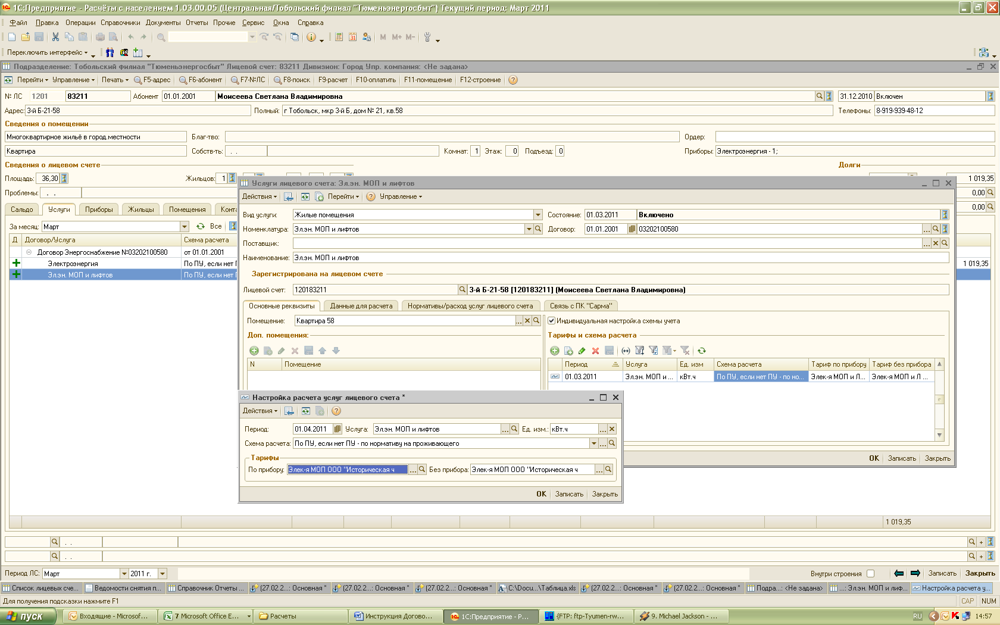 1С:Предприятие - Расчёты с населением 1.03.00.05 (Центральная/Тобольский филиал "Тюменьэнергосбыт") Текущий период: Март 2011
Файл Правка Операции Справочники Документы Отчеты Прочие Сервис Окна Справка
M M+ M-
Переключить интерфейс
Подразделение: Тобольский филиал "Тюменьэнергосбыт" Лицевой счет: 83211 Дивизион: Город Упр. компания: <Не задана>
Перейти Управление Печать F5-адрес F6-абонент F7-№ЛС F8-поиск F9-расчет F10-оплатить F11-помещение F12-строение
№ ЛС 1201 83211 Абонент 01.01.2001 Моисеева Светлана Владимировна 31.12.2010 Включен
Адрес: 3-й Б-21-58 Полный: г Тобольск, мкр 3-й Б, дом № 21, кв.58 Телефоны: 8-919-939-48-12
Сведения о помещении
Многоквартирное жильё в город.местности Благ-тво: Ордер:
Квартира Собств-ть: . . Комнат: 1 Этаж: 0 Подъезд: 0 Приборы: Электроэнергия - 1;
Сведения о лицевом счете Долги
Площадь: 36,30 Жильцов: 1 1 019,35
Проблемы: . . 0,00
Сальдо Услуги Приборы Жильцы Помещения Конта 0,00
За месяц: Март Все
Д Договор/Услуга Схема расчета
Договор Энергоснабжение №03202100580 от 01.01.2001
Электроэнергия По ПУ, если нет 1 019,35
Эл.эн. МОП и лифтов По ПУ, если нет
1 019,35
Услуги лицевого счета: Эл.эн. МОП и лифтов
Действия Перейти Управление
Вид услуги: Жилые помещения Состояние: 01.03.2011 Включено
Номенклатура: Эл.эн. МОП и лифтов Договор: 01.01.2001 03202100580
Поставщик:
Наименование: Эл.эн. МОП и лифтов
Зарегистрирована на лицевом счете
Лицевой счет: 120183211 3-й Б-21-58 [120183211] (Моисеева Светлана Владимировна)
Основные реквизиты Данные для расчета Нормативы/расход услуг лицевого счета Связь с ПК "Сарма"
Помещение: Квартира 58 Индивидуальная настройка схемы учета
Доп. помещения: Тарифы и схема расчета
N Помещение Период Услуга Ед. изм Схема расчета Тариф по прибору Тариф без прибора
01.03.2011 Эл.эн. МОП и ... кВт.ч По ПУ, если нет ПУ - по но... Элек-я МОП и Л... Элек-я МОП и Л ...
OK Записать Закрыть
Настройка расчета услуг лицевого счета *
Действия
Период: 01.04.2011 Услуга: Эл.эн. МОП и лифтов Ед. изм.: кВт.ч
Схема расчета: По ПУ, если нет ПУ - по нормативу на проживающего
Тарифы
По прибору: Элек-я МОП ООО "Историческая ч Без прибора: Элек-я МОП ООО "Историческая ч
OK Записать Закрыть
. . +
. . +
Период ЛС: Март 2011 г. Внутри строения Записать Закрыть
Список лицевых сче... Ведомости снятия п... Справочник Отчеты ... (27.02.2...: Основная * (27.02.2...: Основная * (27.02.2...: Основная * C:\Docu...\Таблица.xls (27.02.2...: Основная * (27.02.2...: Основная * Подра...: <Не задана> ...: Эл.эн. МОП и лиф... Настройка расчета у...
Для получения подсказки нажмите F1 CAP NUM
пуск Входящие - Microsof... 7 Microsoft Office E... Расчеты Инструкция Догово... 1С:Предприятие - Р... {FTP: ftp-Tyumen-rw... 9. Michael Jackson - ... RU 14:57